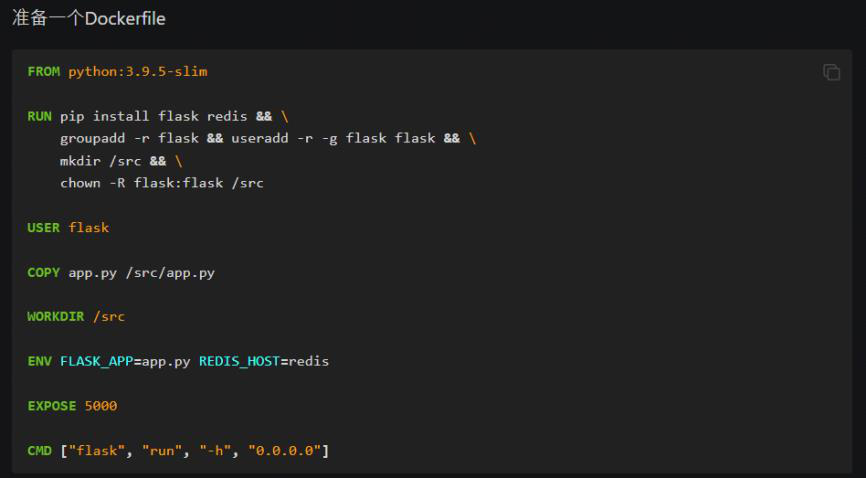 准备一个Dockerfile
FROM python:3.9.5-slim
RUN pip install flask redis && \
    groupadd -r flask && useradd -r -g flask flask && \
    mkdir /src && \
    chown -R flask:flask /src
USER flask
COPY app.py /src/app.py
WORKDIR /src
ENV FLASK_APP=app.py REDIS_HOST=redis
EXPOSE 5000
CMD ["flask", "run", "-h", "0.0.0.0"]